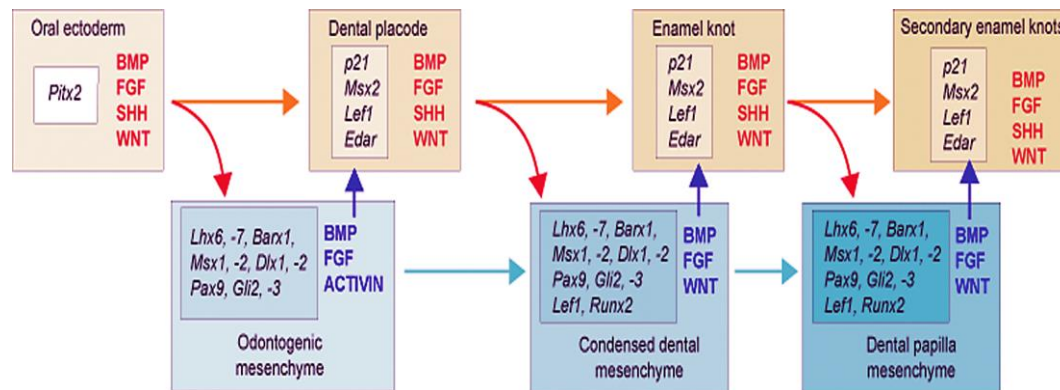 Oral ectoderm
Pitx2
BMP
FGF
SHH
WNT
Dental placode
p21
Msx2
Lef1
Edar
BMP
FGF
SHH
WNT
Enamel knot
p21
Msx2
Lef1
Edar
BMP
FGF
SHH
WNT
Secondary enamel knots
p21
Msx2
Lef1
Edar
BMP
FGF
SHH
WNT
Lhx6, -7, Barx1,
Msx1, -2, Dlx1, -2
Pax9, Gli2, -3
BMP
FGF
ACTIVIN
Odontogenic
mesenchyme
Lhx6, -7, Barx1,
Msx1, -2, Dlx1, -2
Pax9, Gli2, -3
Lef1, Runx2
BMP
FGF
WNT
Condensed dental
mesenchyme
Lhx6, -7, Barx1,
Msx1, -2, Dlx1, -2
Pax9, Gli2, -3
Lef1, Runx2
BMP
FGF
WNT
Dental papilla
mesenchyme